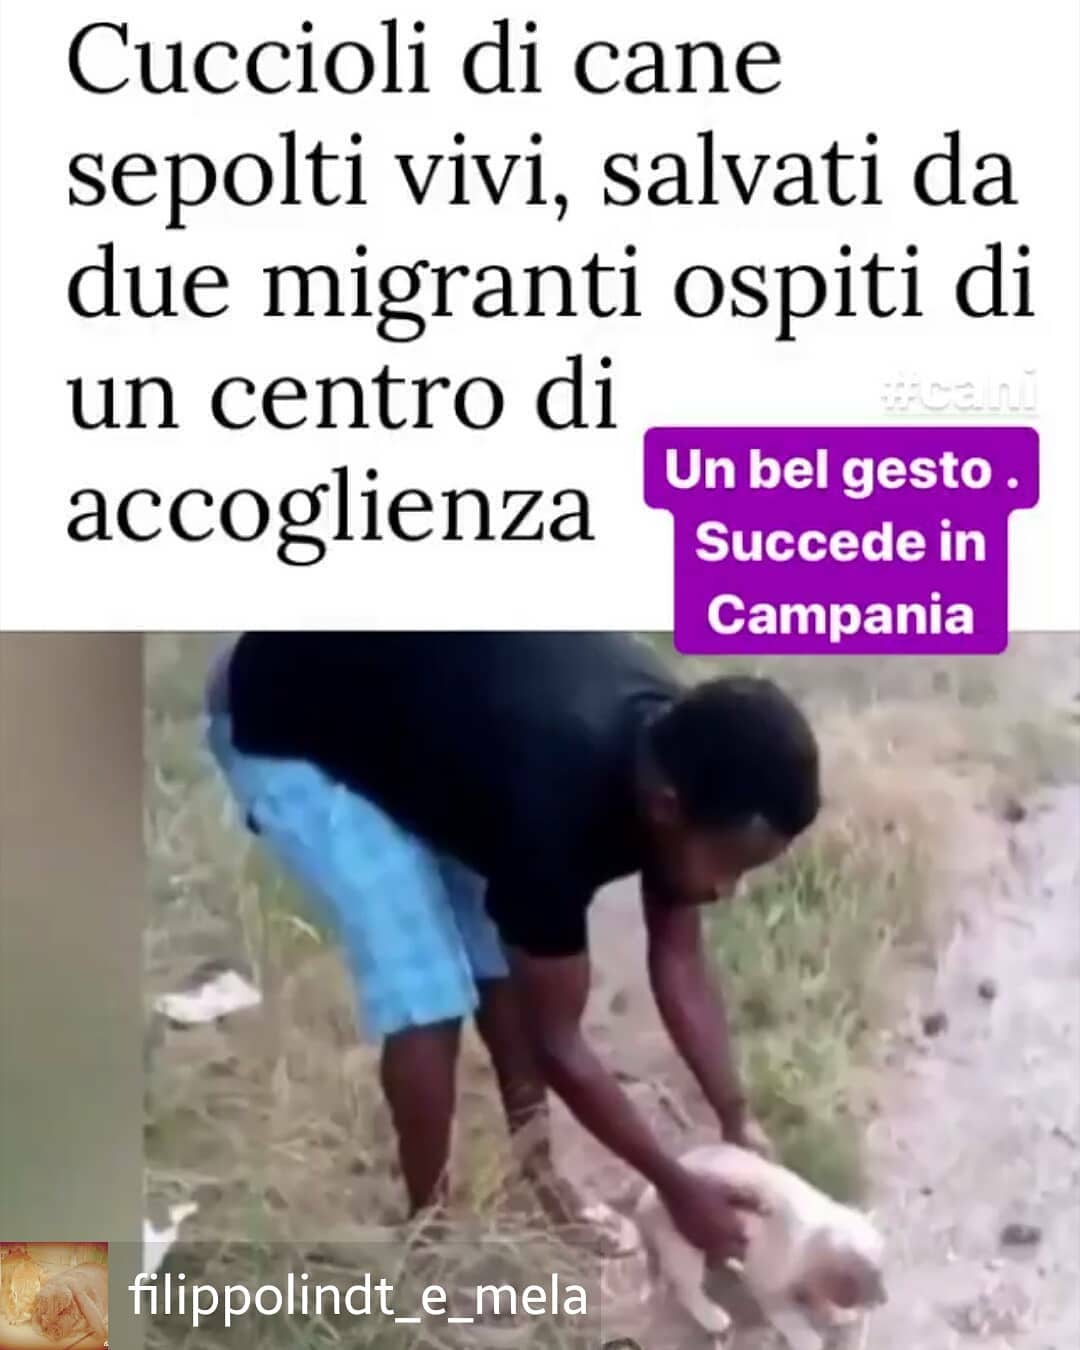 Cuccioli di cane
sepolti vivi, salvati da
due migranti ospiti di
un centro di
accoglienza
#cani
Un bel gesto .
Succede in
Campania
filippolindt_e_mela